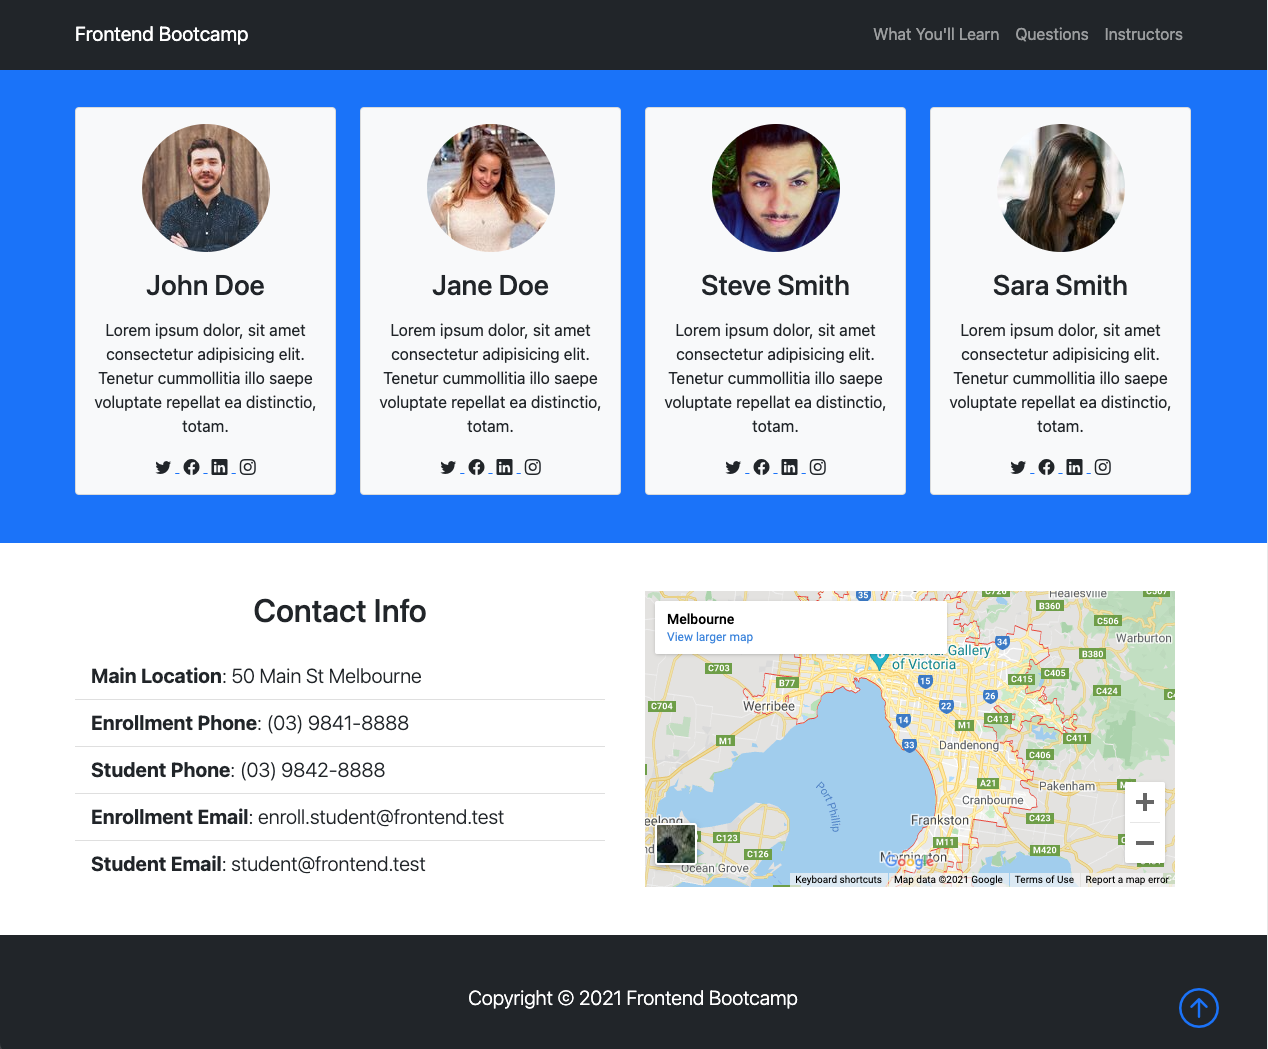 Frontend Bootcamp
What You'll Learn
Questions
Instructors
John Doe
Lorem ipsum dolor, sit amet
consectetur adipisicing elit.
Tenetur cummollitia illo saepe
voluptate repellat ea distinctio,
totam.
Jane Doe
Lorem ipsum dolor, sit amet
consectetur adipisicing elit.
Tenetur cummollitia illo saepe
voluptate repellat ea distinctio,
totam.
Steve Smith
Lorem ipsum dolor, sit amet
consectetur adipisicing elit.
Tenetur cummollitia illo saepe
voluptate repellat ea distinctio,
totam.
Sara Smith
Lorem ipsum dolor, sit amet
consectetur adipisicing elit.
Tenetur cummollitia illo saepe
voluptate repellat ea distinctio,
totam.
Contact Info
Main Location: 50 Main St Melbourne
Enrollment Phone: (03) 9841-8888
Student Phone: (03) 9842-8888
Enrollment Email: enroll.student@frontend.test
Student Email: student@frontend.test
Melbourne
View larger map
35
Healesville
B360
C506
Warburton
34
B380
Gallery
of Victoria
C703
B77
15
C415
C405
C424
26
C704
Werribee
22
14
M1
C413
C411
M1
33
Dandenong
C406
A21
Pakenham
Cranbourne
Port Phillip
Frankston
C423
C123
M11
C126
Mornington
M420
Ocean Grove
Google
Keyboard shortcuts
Map data ©2021 Google
Terms of Use
Report a map error
Copyright © 2021 Frontend Bootcamp